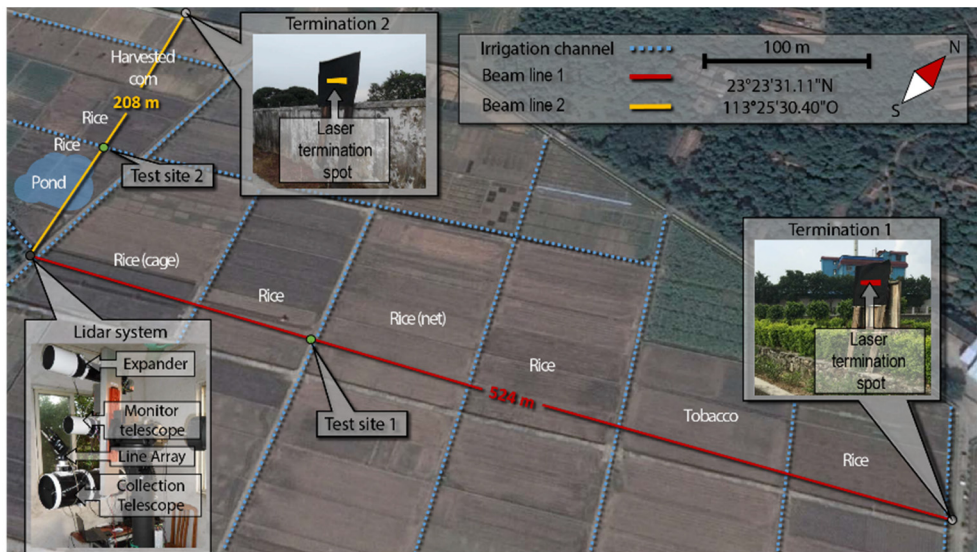 Termination 2
Laser
termination
spot
Irrigation channel
Beam line 1
Beam line 2
100 m
23°23'31.11"N
113°25'30.40"O
N
S
Harvested
corn
208 m
Rice
Rice
Pond
Test site 2
Rice (cage)
Rice
Rice (net)
Rice
524 m
Tobacco
Rice
Test site 1
Termination 1
Laser
termination
spot
Lidar system
Expander
Monitor
telescope
Line Array
Collection
Telescope